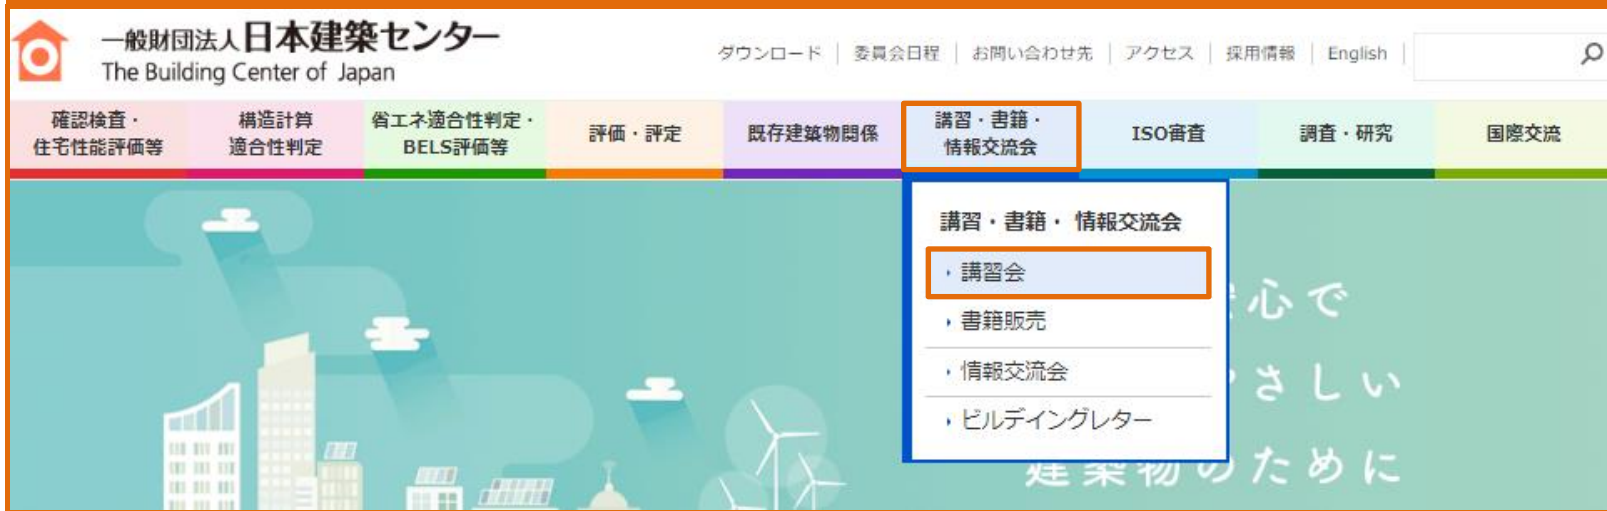 一般財団法人日本建築センター
The Building Center of Japan
ダウンロード | 委員会日程 | お問い合わせ先 | アクセス | 採用情報 | English |
確認検査・
住宅性能評価等
構造計算
適合性判定
省エネ適合性判定・
BELS評価等
評価・評定
既存建築物関係
講習・書籍・
情報交流会
ISO審査
調査・研究
国際交流
講習・書籍・ 情報交流会
講習会
書籍販売
情報交流会
ビルデイングレター
心で
さしい
建築物のために